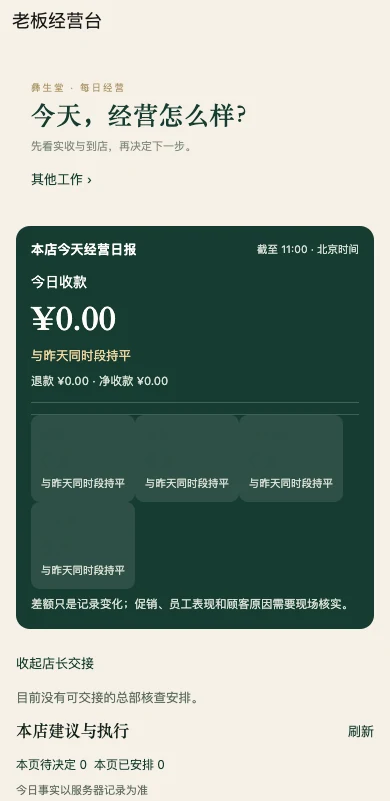 老板经营台
彝生堂 · 每日经营
今天，经营怎么样？
先看实收与到店，再决定下一步。
其他工作 ›
本店今天经营日报
截至 11:00 · 北京时间
今日收款
¥0.00
与昨天同时段持平
退款 ¥0.00 · 净收款 ¥0.00
与昨天同时段持平
与昨天同时段持平
与昨天同时段持平
与昨天同时段持平
差额只是记录变化；促销、员工表现和顾客原因需要现场核实。
收起店长交接
目前没有可交接的总部核查安排。
本店建议与执行
刷新
本页待决定 0 本页已安排 0
今日事实以服务器记录为准